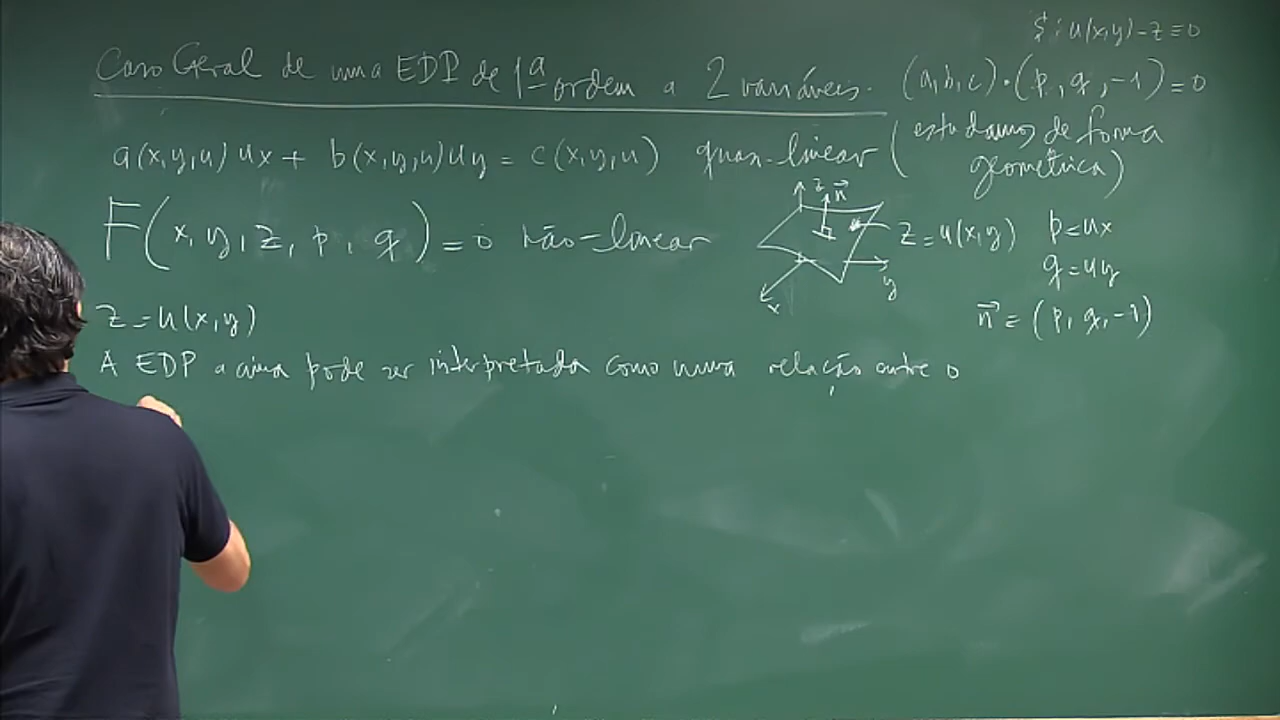 $: u(x,y)-z=0
Caso Geral de uma EDP de 1ª ordem a 2 variáveis.
(a,b,c)·(p,q,-1)=0
a(x,y,u)ux + b(x,y,u)uy = c(x,y,u) quasi-linear (estudamos de forma
geométrica)
F(x,y,z,p,q)=0 não-linear
z n⃗
z=u(x,y) p=ux
q=uy
x y
n⃗=(p,q,-1)
z=u(x,y)
A EDP acima pode ser interpretada como uma relação entre o